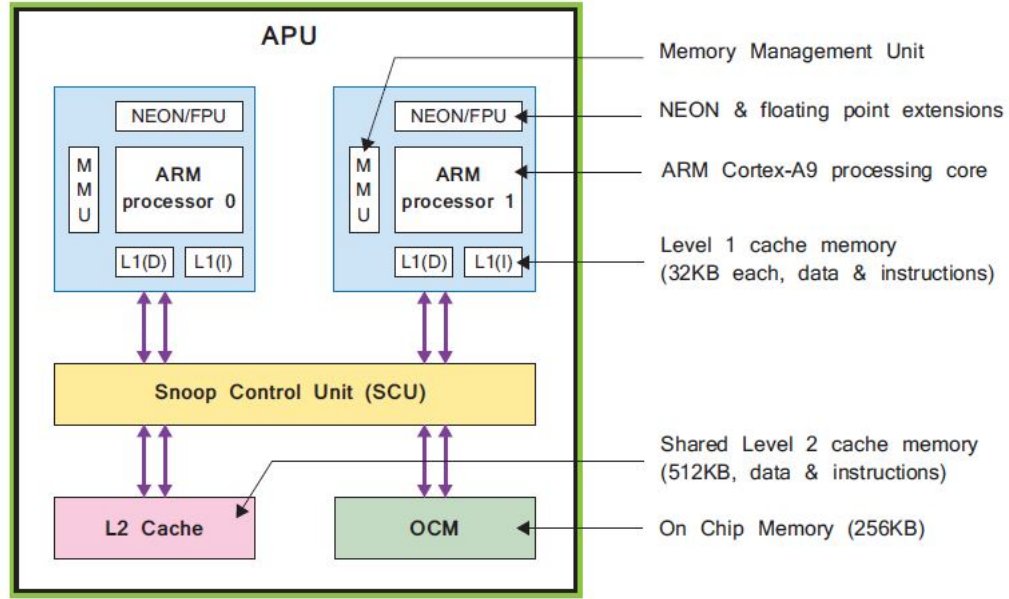 APU
NEON/FPU
M
M
U
ARM
processor 0
L1(D)
L1(I)
NEON/FPU
M
M
U
ARM
processor 1
L1(D)
L1(I)
Snoop Control Unit (SCU)
L2 Cache
OCM
Memory Management Unit
NEON & floating point extensions
ARM Cortex-A9 processing core
Level 1 cache memory
(32KB each, data & instructions)
Shared Level 2 cache memory
(512KB, data & instructions)
On Chip Memory (256KB)